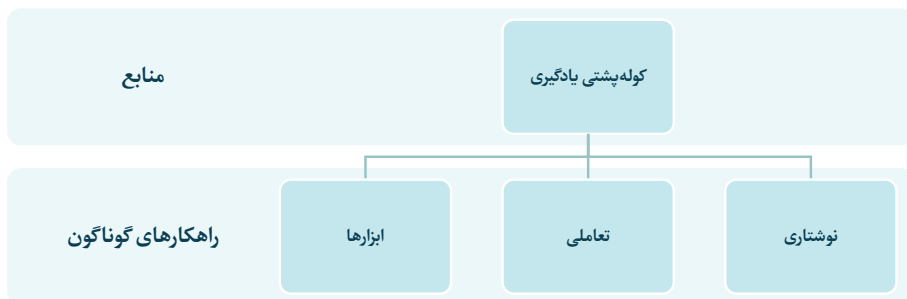 منابع
کوله‌پشتی یادگیری
راهکارهای گوناگون
نوشتاری
تعاملی
ابزارها